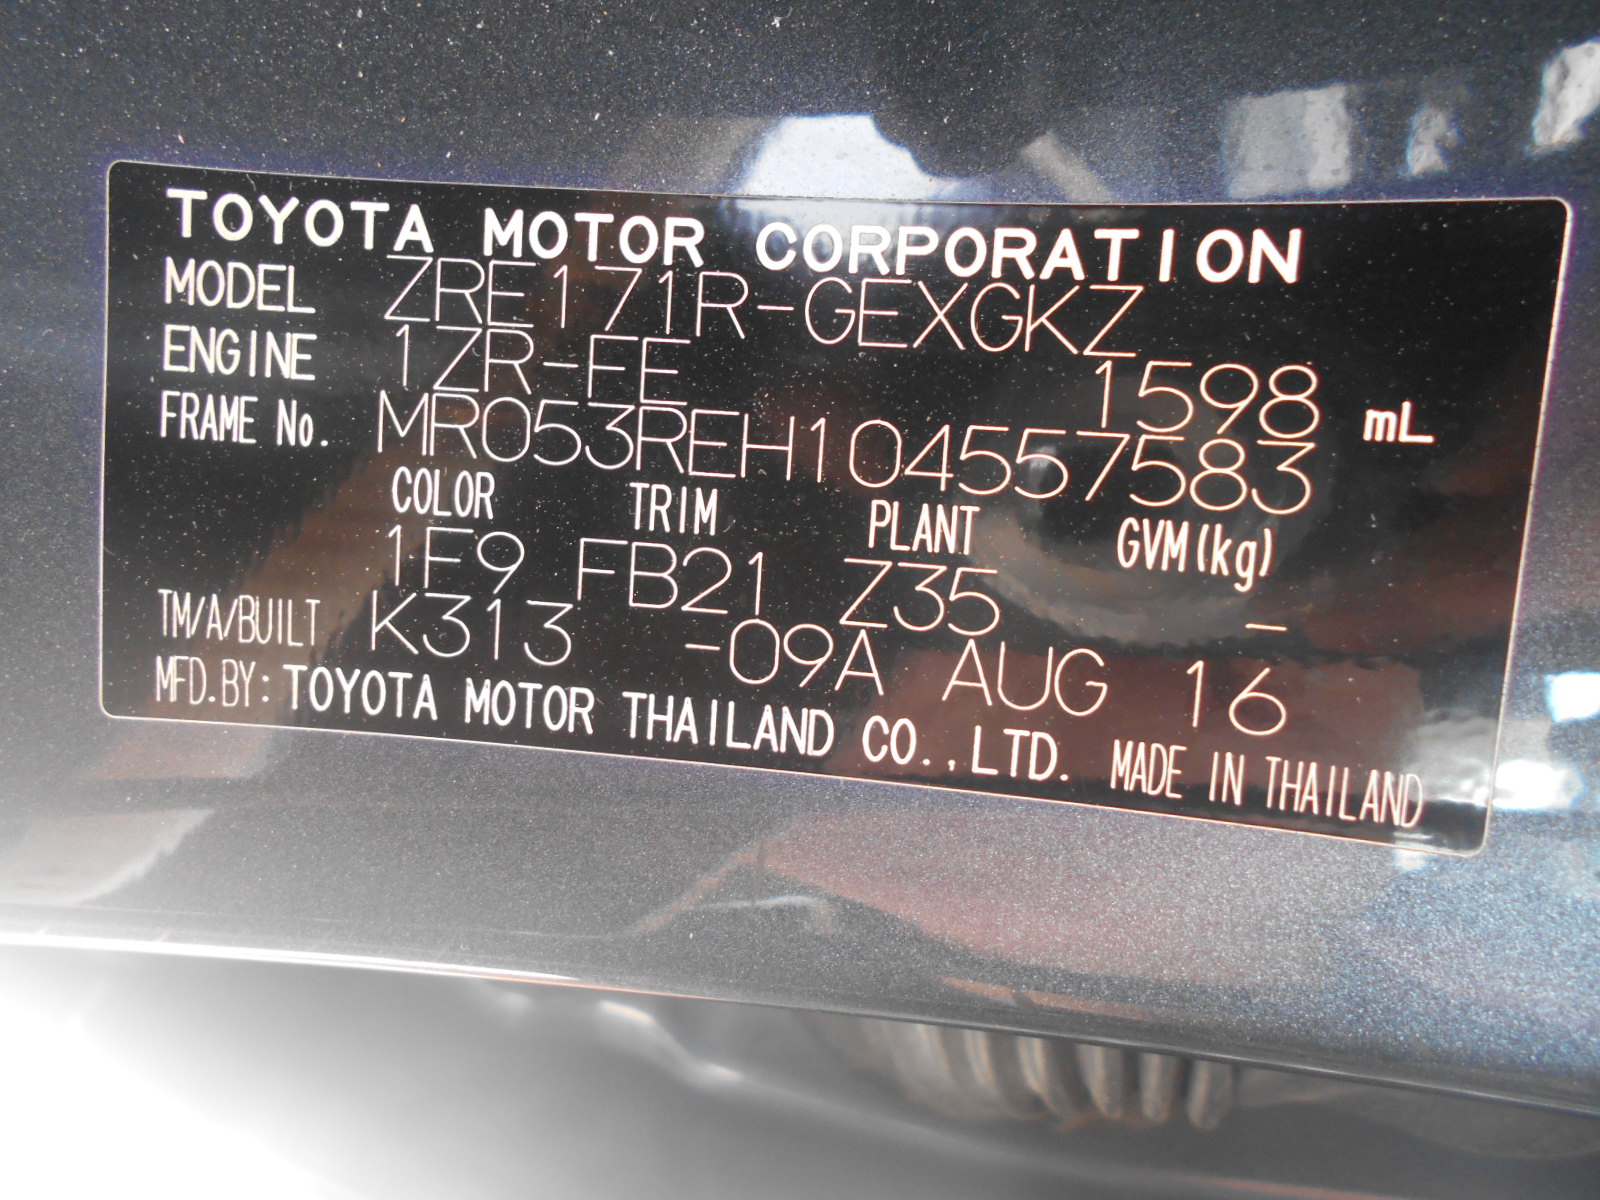 TOYOTA MOTOR CORPORATION
MODEL ZRE171R-GEXGKZ
ENGINE 1ZR-FE 1598 mL
FRAME No. MR053REH104557583
COLOR TRIM PLANT GVM(kg)
1F9 FB21 Z35 -
TM/A/BUILT K313 -09A AUG 16
MFD.BY: TOYOTA MOTOR THAILAND CO.,LTD. MADE IN THAILAND